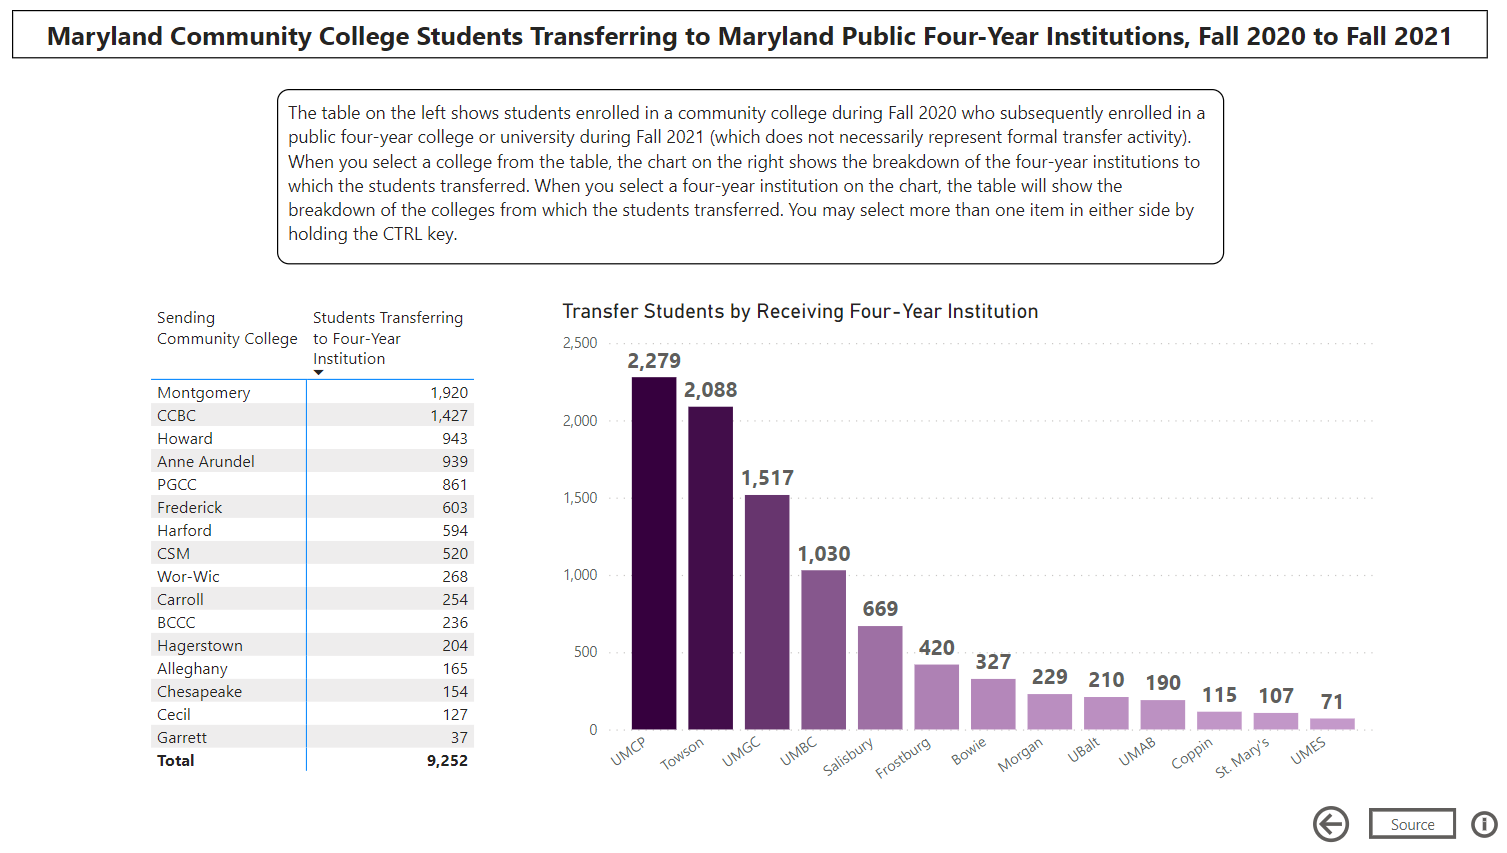 Maryland Community College Students Transferring to Maryland Public Four-Year Institutions, Fall 2020 to Fall 2021
The table on the left shows students enrolled in a community college during Fall 2020 who subsequently enrolled in a
public four-year college or university during Fall 2021 (which does not necessarily represent formal transfer activity).
When you select a college from the table, the chart on the right shows the breakdown of the four-year institutions to
which the students transferred. When you select a four-year institution on the chart, the table will show the
breakdown of the colleges from which the students transferred. You may select more than one item in either side by
holding the CTRL key.
Sending
Community College
Students Transferring
to Four-Year
Institution
Montgomery 1,920
CCBC 1,427
Howard 943
Anne Arundel 939
PGCC 861
Frederick 603
Harford 594
CSM 520
Wor-Wic 268
Carroll 254
BCCC 236
Hagerstown 204
Alleghany 165
Chesapeake 154
Cecil 127
Garrett 37
Total 9,252
Transfer Students by Receiving Four-Year Institution
2,500
2,000
1,500
1,000
500
0
2,279
2,088
1,517
1,030
669
420
327
229
210
190
115
107
71
UMCP
Towson
UMGC
UMBC
Salisbury
Frostburg
Bowie
Morgan
UBalt
UMAB
Coppin
St. Mary's
UMES
Source